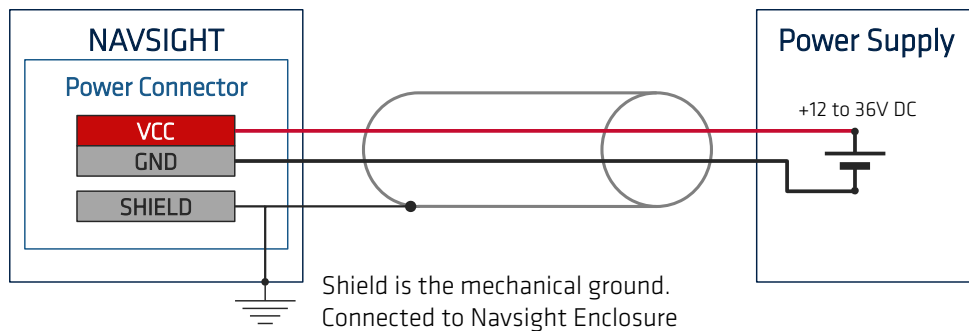 NAVSIGHT
Power Connector
VCC
GND
SHIELD
Power Supply
+12 to 36V DC
Shield is the mechanical ground.
Connected to Navsight Enclosure